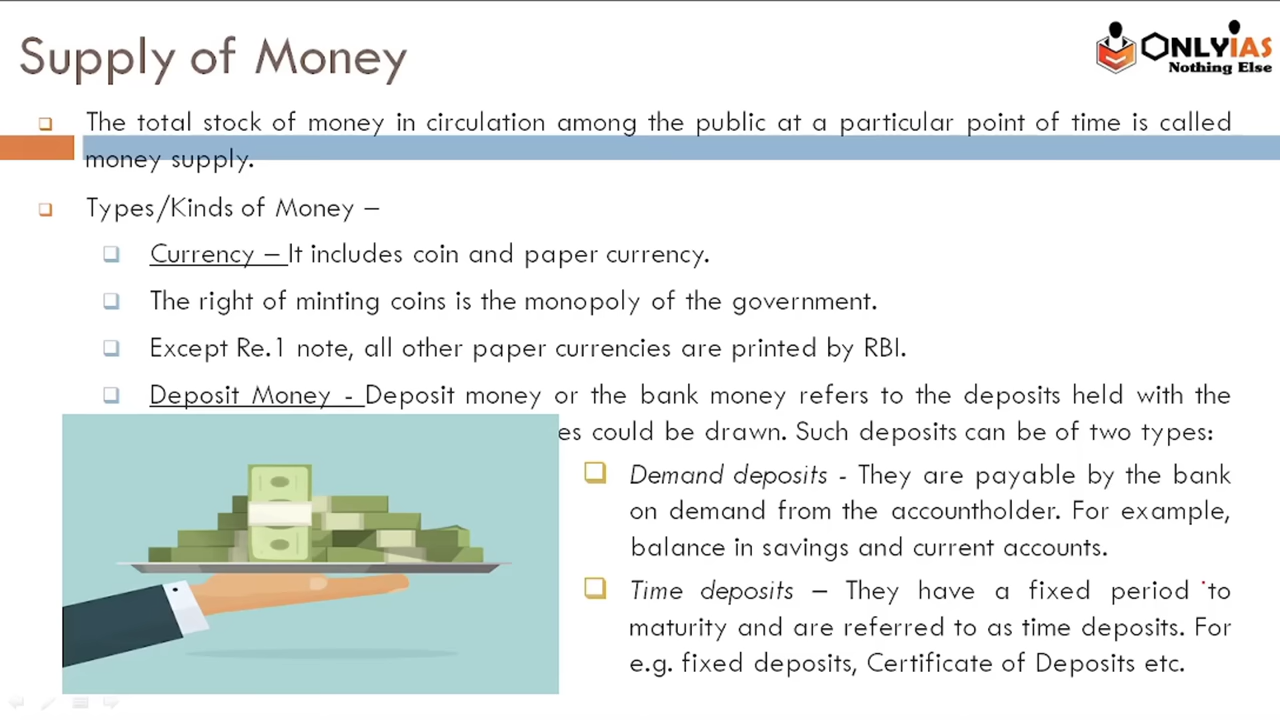 Supply of Money
ONLYIAS
Nothing Else
The total stock of money in circulation among the public at a particular point of time is called
money supply.
Types/Kinds of Money –
Currency – It includes coin and paper currency.
The right of minting coins is the monopoly of the government.
Except Re.1 note, all other paper currencies are printed by RBI.
Deposit Money - Deposit money or the bank money refers to the deposits held with the
es could be drawn. Such deposits can be of two types:
Demand deposits - They are payable by the bank
on demand from the accountholder. For example,
balance in savings and current accounts.
Time deposits – They have a fixed period to
maturity and are referred to as time deposits. For
e.g. fixed deposits, Certificate of Deposits etc.